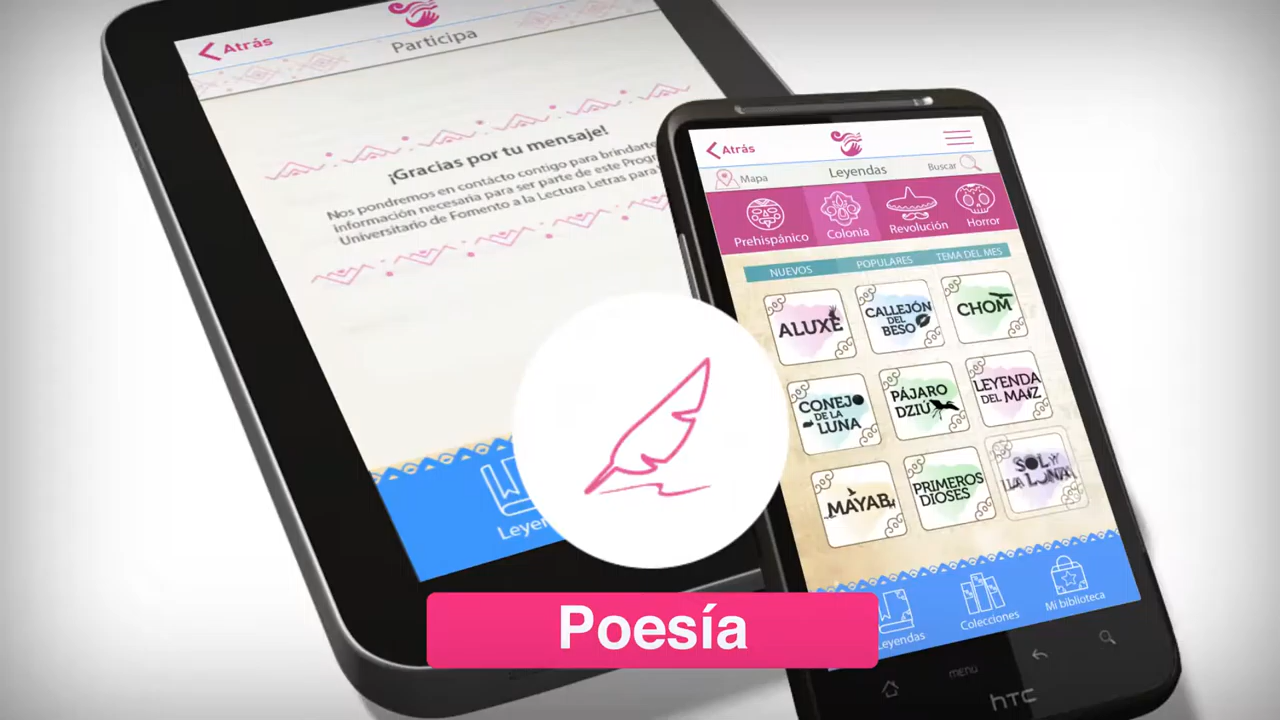 Atrás
Participa
¡Gracias por tu mensaje!
Nos pondremos en contácto contigo para brindarte
información necesaria para ser parte de este Progr
Universitario de Fomento a la Lectura Letras para
Leyen
Atrás
Mapa
Leyendas
Buscar
Prehispánico
Colonia
Revolución
Horror
NUEVOS
POPULARES
TEMA DEL MES
ALUXE
CALLEJÓN
DEL
BESO
CHOM
CONEJO
DE LA
LUNA
PÁJARO
DZIÚ
LEYENDA
DEL MAÍZ
MAYAB
PRIMEROS
DIOSES
SOL Y
LA LUNA
Leyendas
Colecciones
Mi biblioteca
MENU
hTC
Poesía